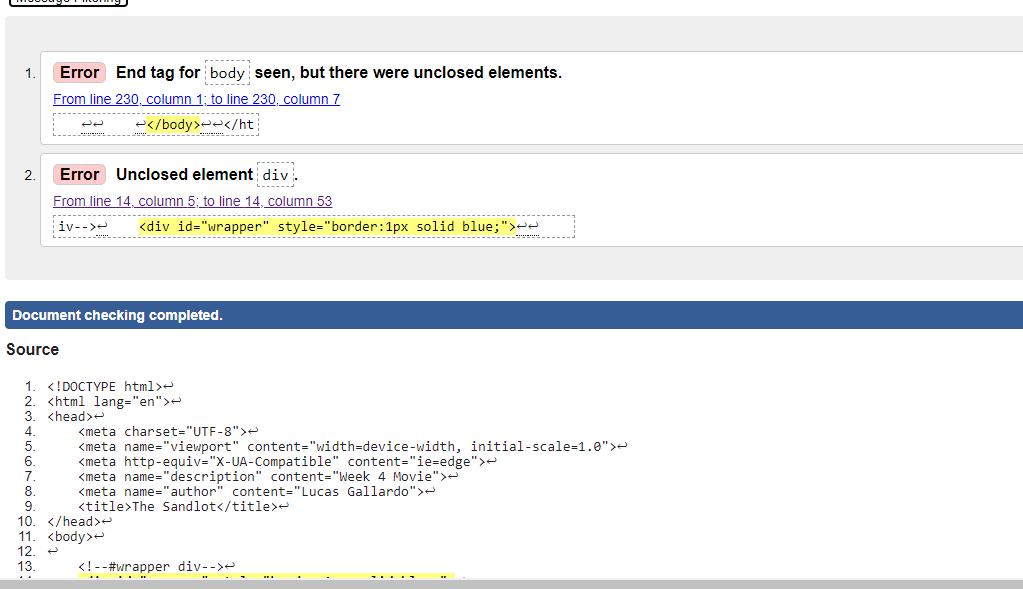 Message Filtering
1. Error End tag for body seen, but there were unclosed elements.
From line 230, column 1; to line 230, column 7
↩↩ ↩</body>↩↩</ht
2. Error Unclosed element div.
From line 14, column 5; to line 14, column 53
iv-->↩ <div id="wrapper" style="border:1px solid blue;">↩↩
Document checking completed.
Source
1. <!DOCTYPE html>↩
2. <html lang="en">↩
3. <head>↩
4. <meta charset="UTF-8">↩
5. <meta name="viewport" content="width=device-width, initial-scale=1.0">↩
6. <meta http-equiv="X-UA-Compatible" content="ie=edge">↩
7. <meta name="description" content="Week 4 Movie">↩
8. <meta name="author" content="Lucas Gallardo">↩
9. <title>The Sandlot</title>↩
10. </head>↩
11. <body>↩
12. ↩
13. <!--#wrapper div-->↩